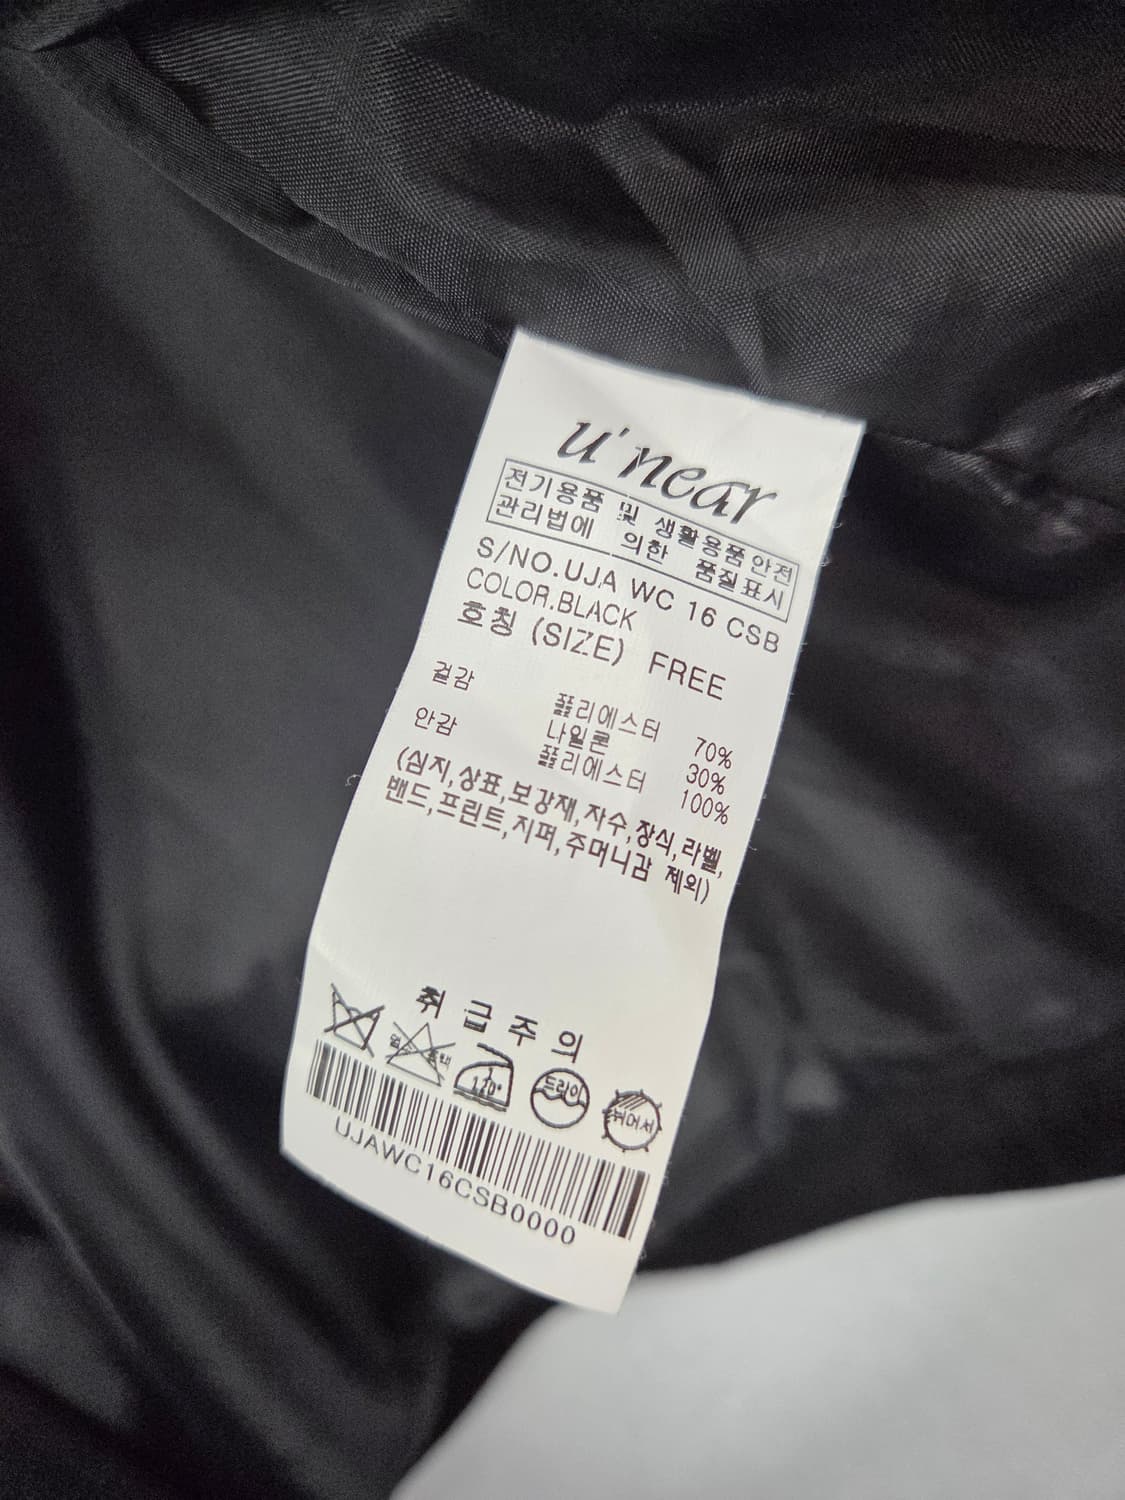 u'near
전기용품 및 생활용품안전
관리법에 의한 품질표시
S/NO.UJA WC 16 CSB
COLOR.BLACK
호칭 (SIZE) FREE
겉감 폴리에스터 70%
나일론 30%
안감 폴리에스터 100%
(심지,상표,보강재,자수,장식,라벨,
밴드,프린트,지퍼,주머니감 제외)
취급주의
120°
드라이
뉘어서
UJAWC16CSB0000